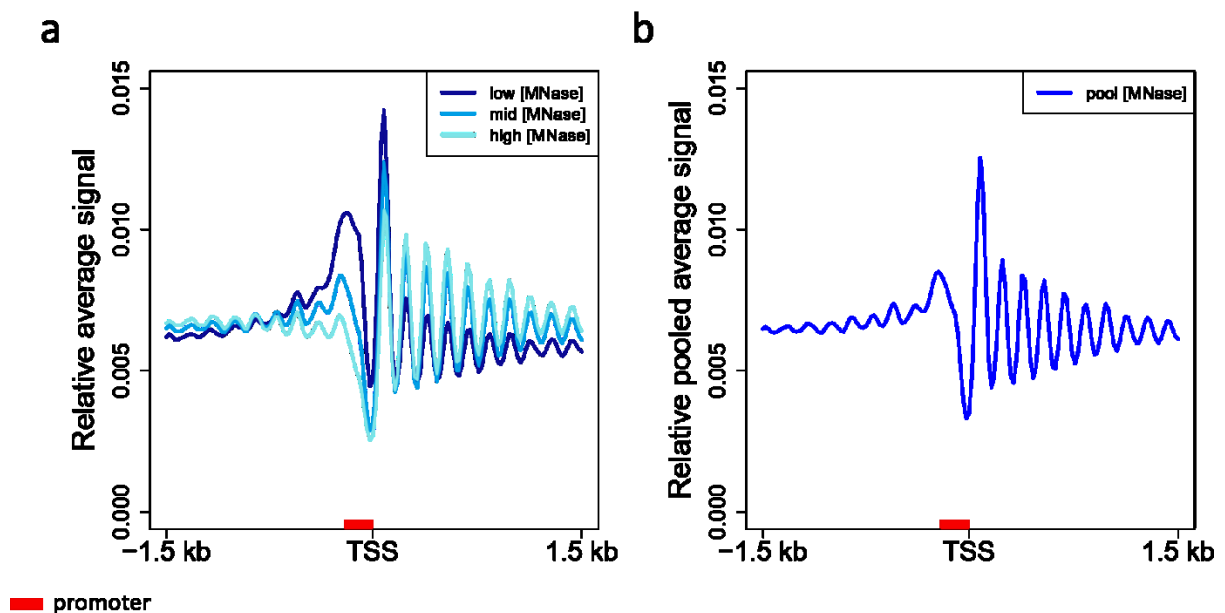 a
Relative average signal
0.015
0.010
0.005
0.000
low [MNase]
mid [MNase]
high [MNase]
−1.5 kb
TSS
1.5 kb
promoter
b
Relative pooled average signal
0.015
0.010
0.005
0.000
pool [MNase]
−1.5 kb
TSS
1.5 kb